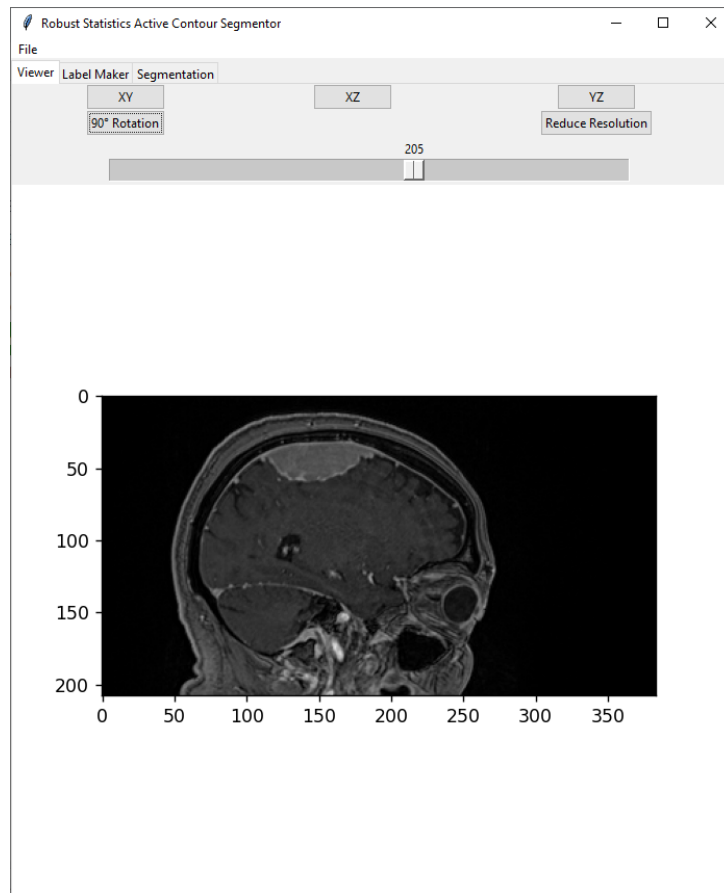 Robust Statistics Active Contour Segmentor
File
Viewer Label Maker Segmentation
XY XZ YZ
90° Rotation Reduce Resolution
205
0
50
100
150
200
0 50 100 150 200 250 300 350